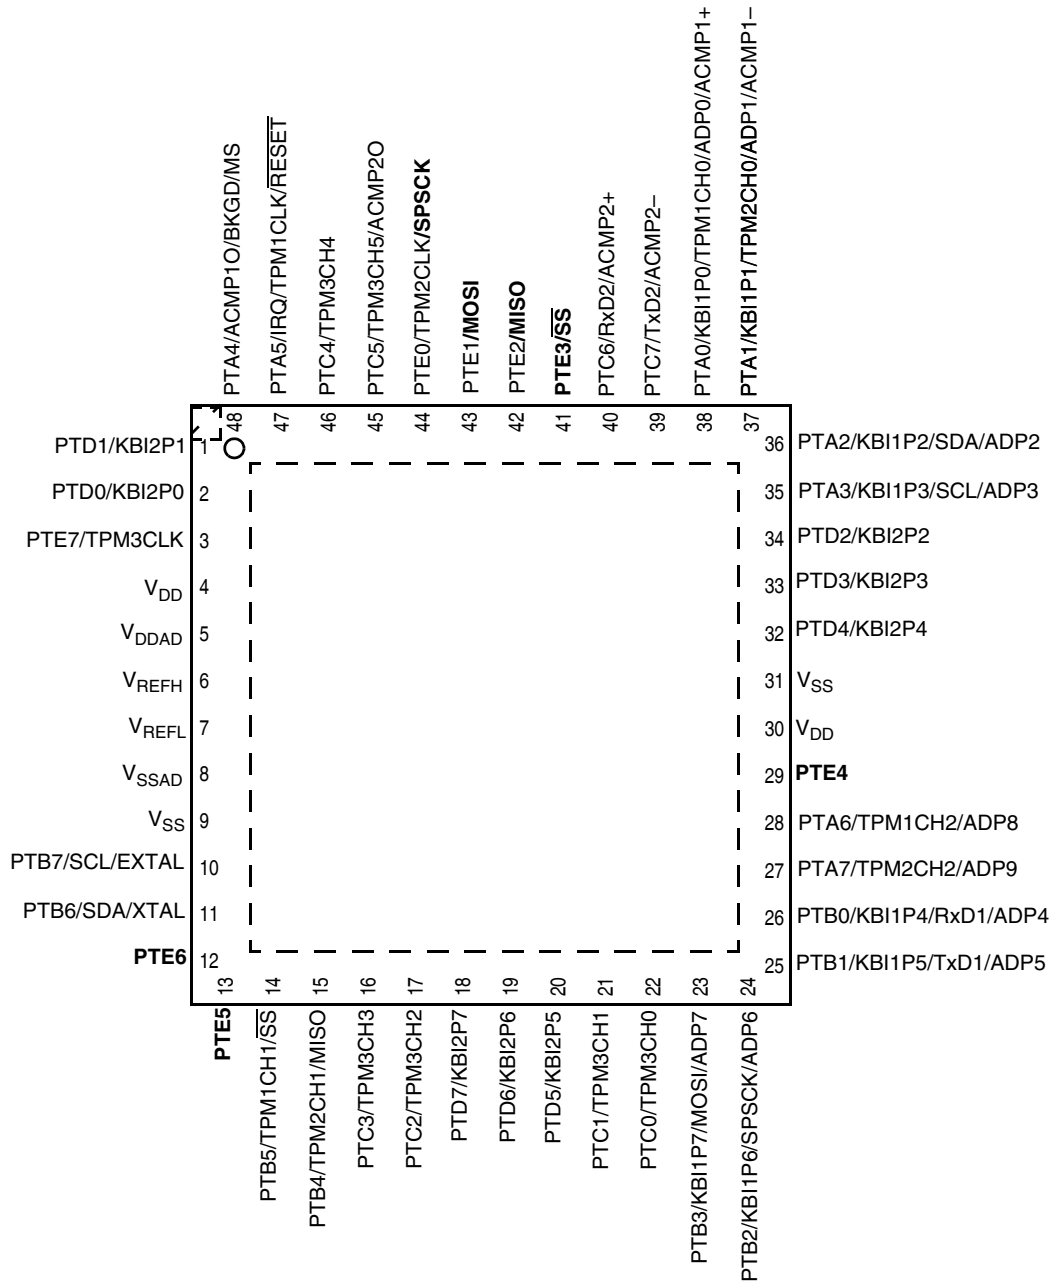 PTA4/ACMP1O/BKGD/MS
PTA5/IRQ/TPM1CLK/RESET
PTC4/TPM3CH4
PTC5/TPM3CH5/ACMP2O
PTE0/TPM2CLK/SPSCK
PTE1/MOSI
PTE2/MISO
PTE3/SS
PTC6/RxD2/ACMP2+
PTC7/TxD2/ACMP2–
PTA0/KBI1P0/TPM1CH0/ADP0/ACMP1+
PTA1/KBI1P1/TPM2CH0/ADP1/ACMP1–
48
47
46
45
44
43
42
41
40
39
38
37
PTD1/KBI2P1 1
PTD0/KBI2P0 2
PTE7/TPM3CLK 3
VDD 4
VDDAD 5
VREFH 6
VREFL 7
VSSAD 8
VSS 9
PTB7/SCL/EXTAL 10
PTB6/SDA/XTAL 11
PTE6 12
36 PTA2/KBI1P2/SDA/ADP2
35 PTA3/KBI1P3/SCL/ADP3
34 PTD2/KBI2P2
33 PTD3/KBI2P3
32 PTD4/KBI2P4
31 VSS
30 VDD
29 PTE4
28 PTA6/TPM1CH2/ADP8
27 PTA7/TPM2CH2/ADP9
26 PTB0/KBI1P4/RxD1/ADP4
25 PTB1/KBI1P5/TxD1/ADP5
13
14
15
16
17
18
19
20
21
22
23
24
PTE5
PTB5/TPM1CH1/SS
PTB4/TPM2CH1/MISO
PTC3/TPM3CH3
PTC2/TPM3CH2
PTD7/KBI2P7
PTD6/KBI2P6
PTD5/KBI2P5
PTC1/TPM3CH1
PTC0/TPM3CH0
PTB3/KBI1P7/MOSI/ADP7
PTB2/KBI1P6/SPSCK/ADP6